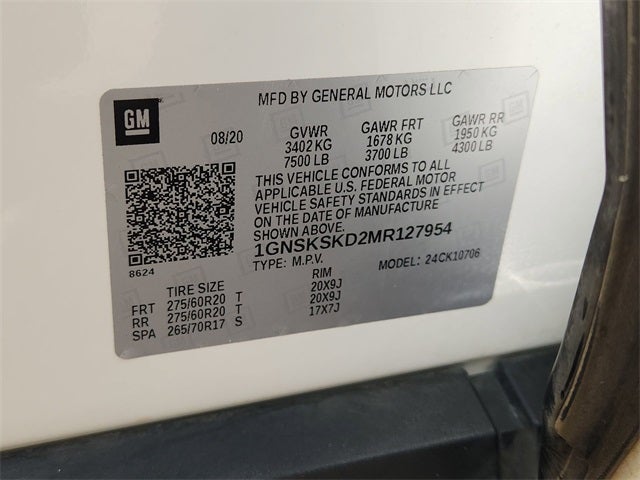 GM
MFD BY GENERAL MOTORS LLC
08/20 GVWR GAWR FRT GAWR RR
3402 KG 1678 KG 1950 KG
7500 LB 3700 LB 4300 LB
THIS VEHICLE CONFORMS TO ALL
APPLICABLE U.S. FEDERAL MOTOR
VEHICLE SAFETY STANDARDS IN EFFECT
ON THE DATE OF MANUFACTURE
SHOWN ABOVE.
1GNSKSKD2MR127954
8624 TYPE: M.P.V. MODEL: 24CK10706
TIRE SIZE RIM
FRT 275/60R20 T 20X9J
RR 275/60R20 T 20X9J
SPA 265/70R17 S 17X7J